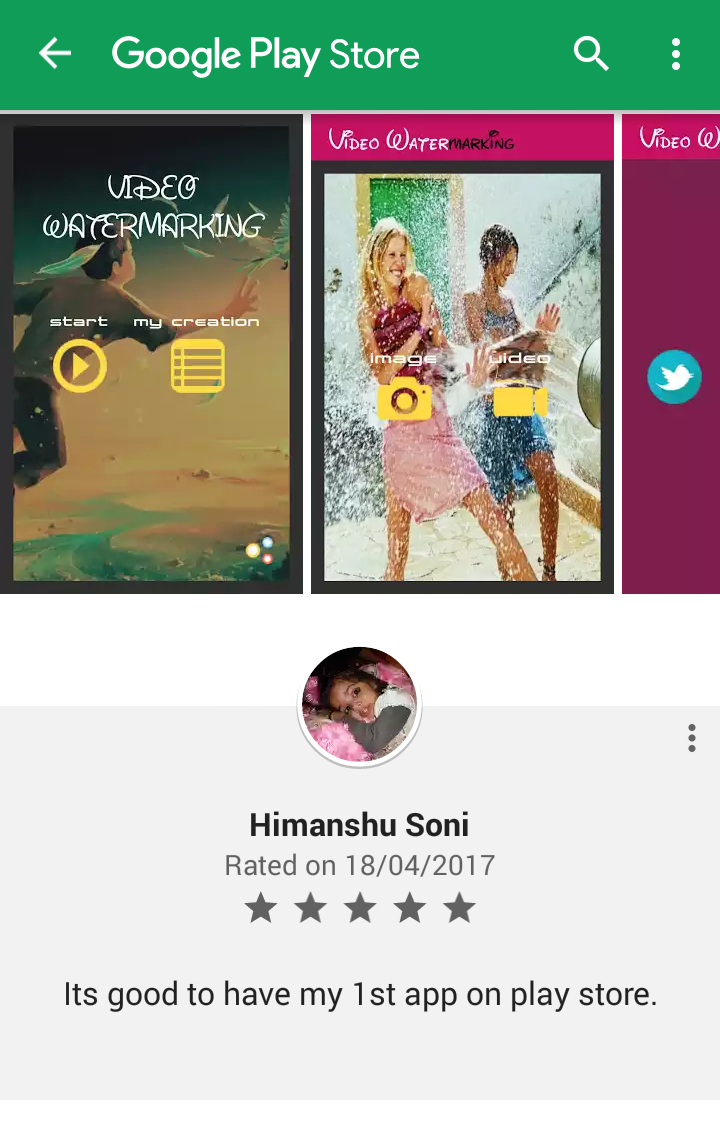 Google Play Store
VIDEO
WATERMARKING
start my creation
VIDEO WATERMARKING
image video
VIDEO W
Himanshu Soni
Rated on 18/04/2017
Its good to have my 1st app on play store.